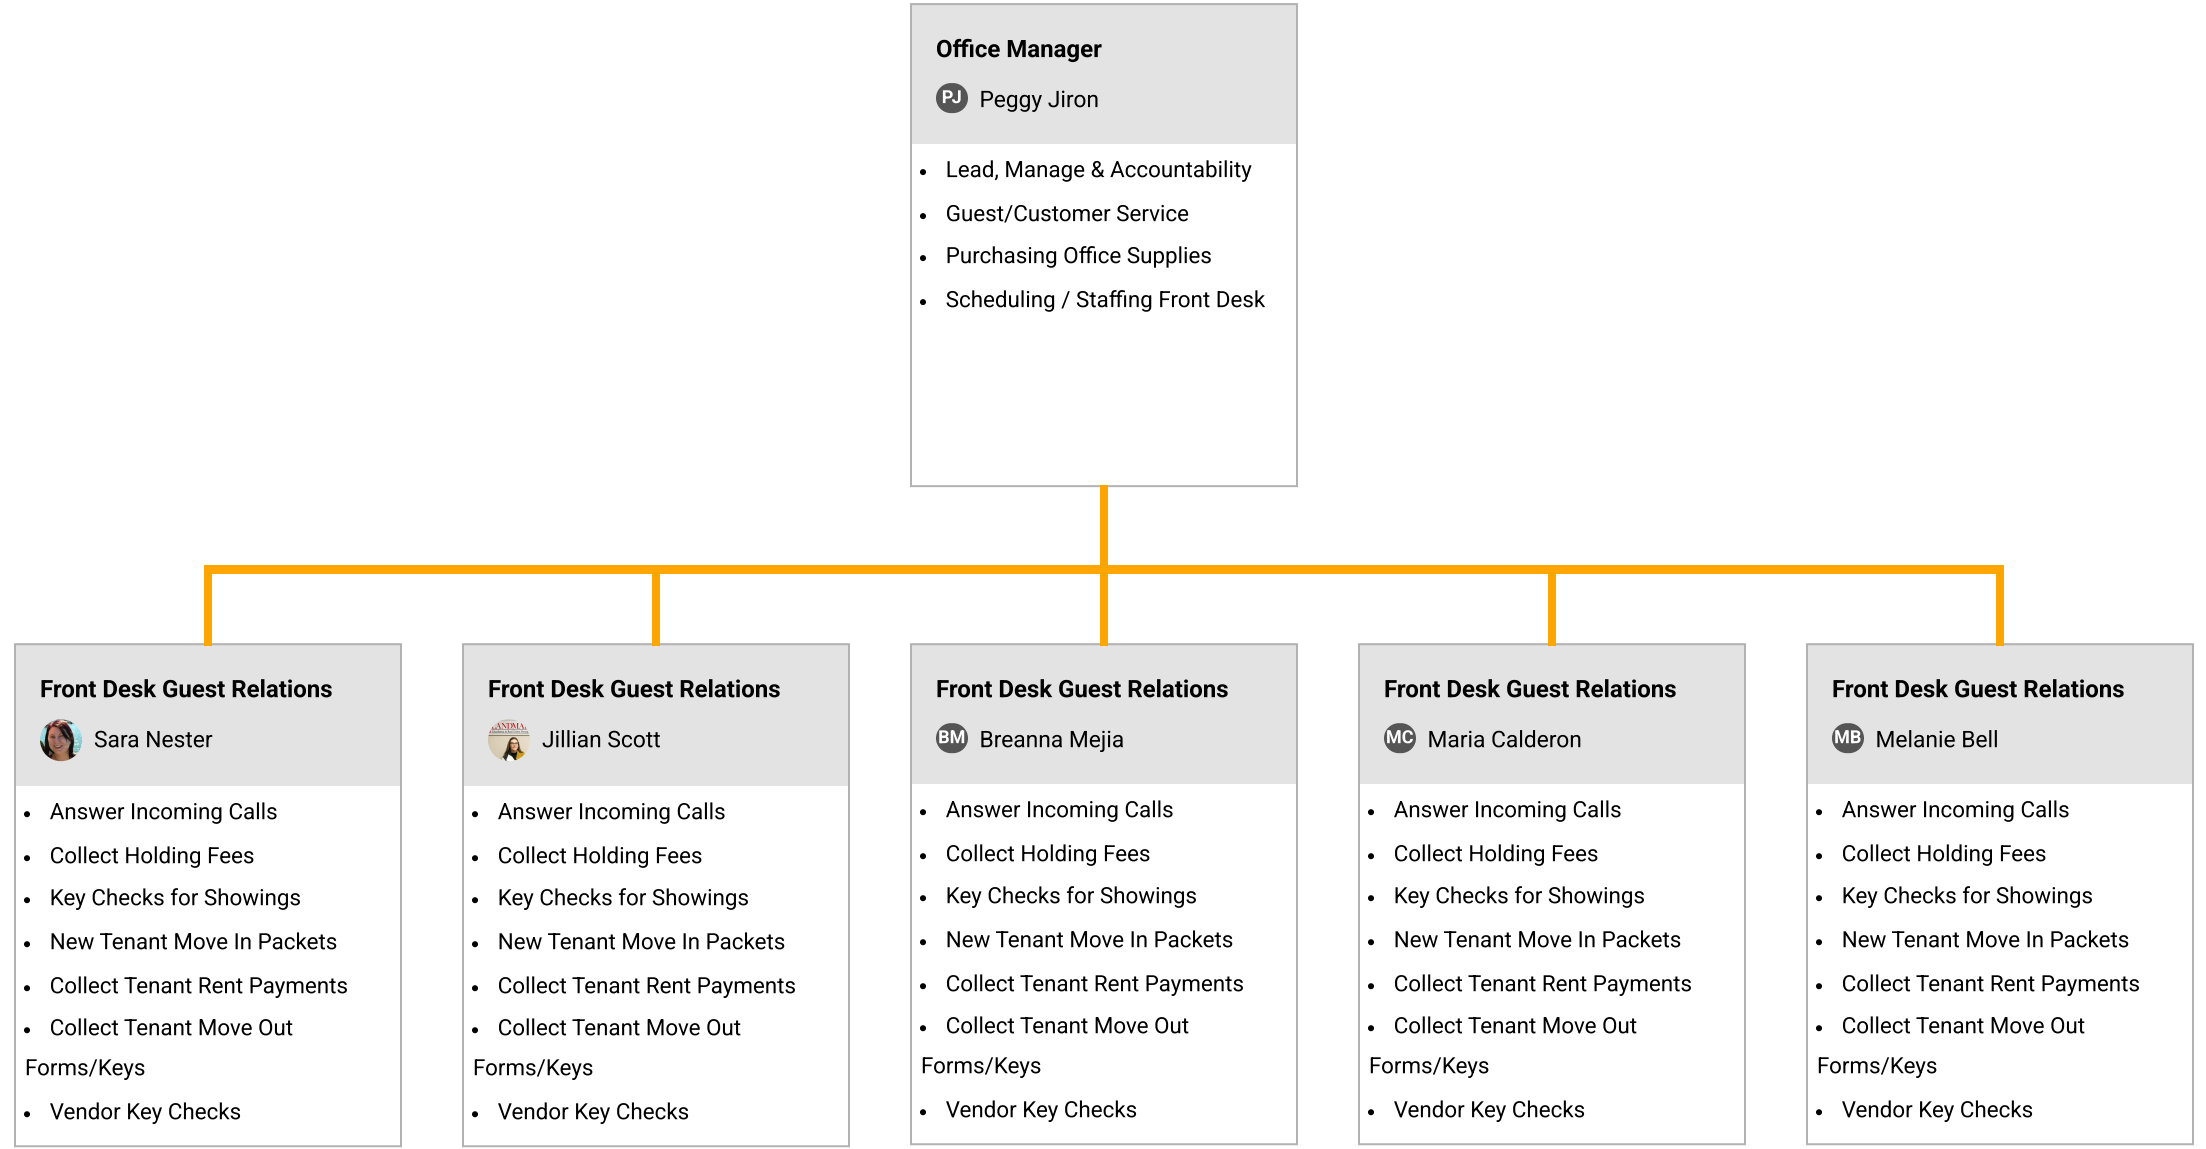 Office Manager
PJ Peggy Jiron
• Lead, Manage & Accountability
• Guest/Customer Service
• Purchasing Office Supplies
• Scheduling / Staffing Front Desk
Front Desk Guest Relations
Sara Nester
• Answer Incoming Calls
• Collect Holding Fees
• Key Checks for Showings
• New Tenant Move In Packets
• Collect Tenant Rent Payments
• Collect Tenant Move Out
Forms/Keys
• Vendor Key Checks
Front Desk Guest Relations
Jillian Scott
• Answer Incoming Calls
• Collect Holding Fees
• Key Checks for Showings
• New Tenant Move In Packets
• Collect Tenant Rent Payments
• Collect Tenant Move Out
Forms/Keys
• Vendor Key Checks
Front Desk Guest Relations
BM Breanna Mejia
• Answer Incoming Calls
• Collect Holding Fees
• Key Checks for Showings
• New Tenant Move In Packets
• Collect Tenant Rent Payments
• Collect Tenant Move Out
Forms/Keys
• Vendor Key Checks
Front Desk Guest Relations
MC Maria Calderon
• Answer Incoming Calls
• Collect Holding Fees
• Key Checks for Showings
• New Tenant Move In Packets
• Collect Tenant Rent Payments
• Collect Tenant Move Out
Forms/Keys
• Vendor Key Checks
Front Desk Guest Relations
MB Melanie Bell
• Answer Incoming Calls
• Collect Holding Fees
• Key Checks for Showings
• New Tenant Move In Packets
• Collect Tenant Rent Payments
• Collect Tenant Move Out
Forms/Keys
• Vendor Key Checks